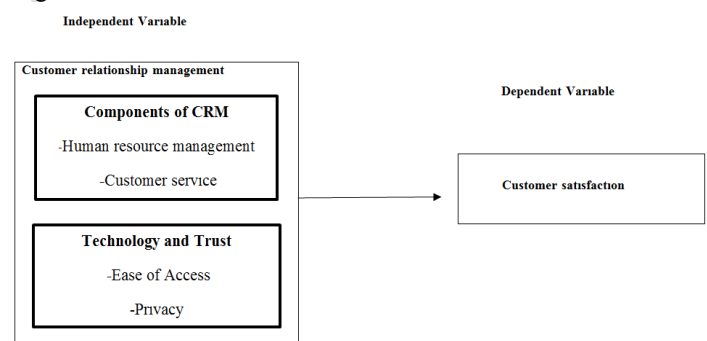 Independent Variable
Customer relationship management
Components of CRM
-Human resource management
-Customer service
Technology and Trust
-Ease of Access
-Privacy
Dependent Variable
Customer satisfaction